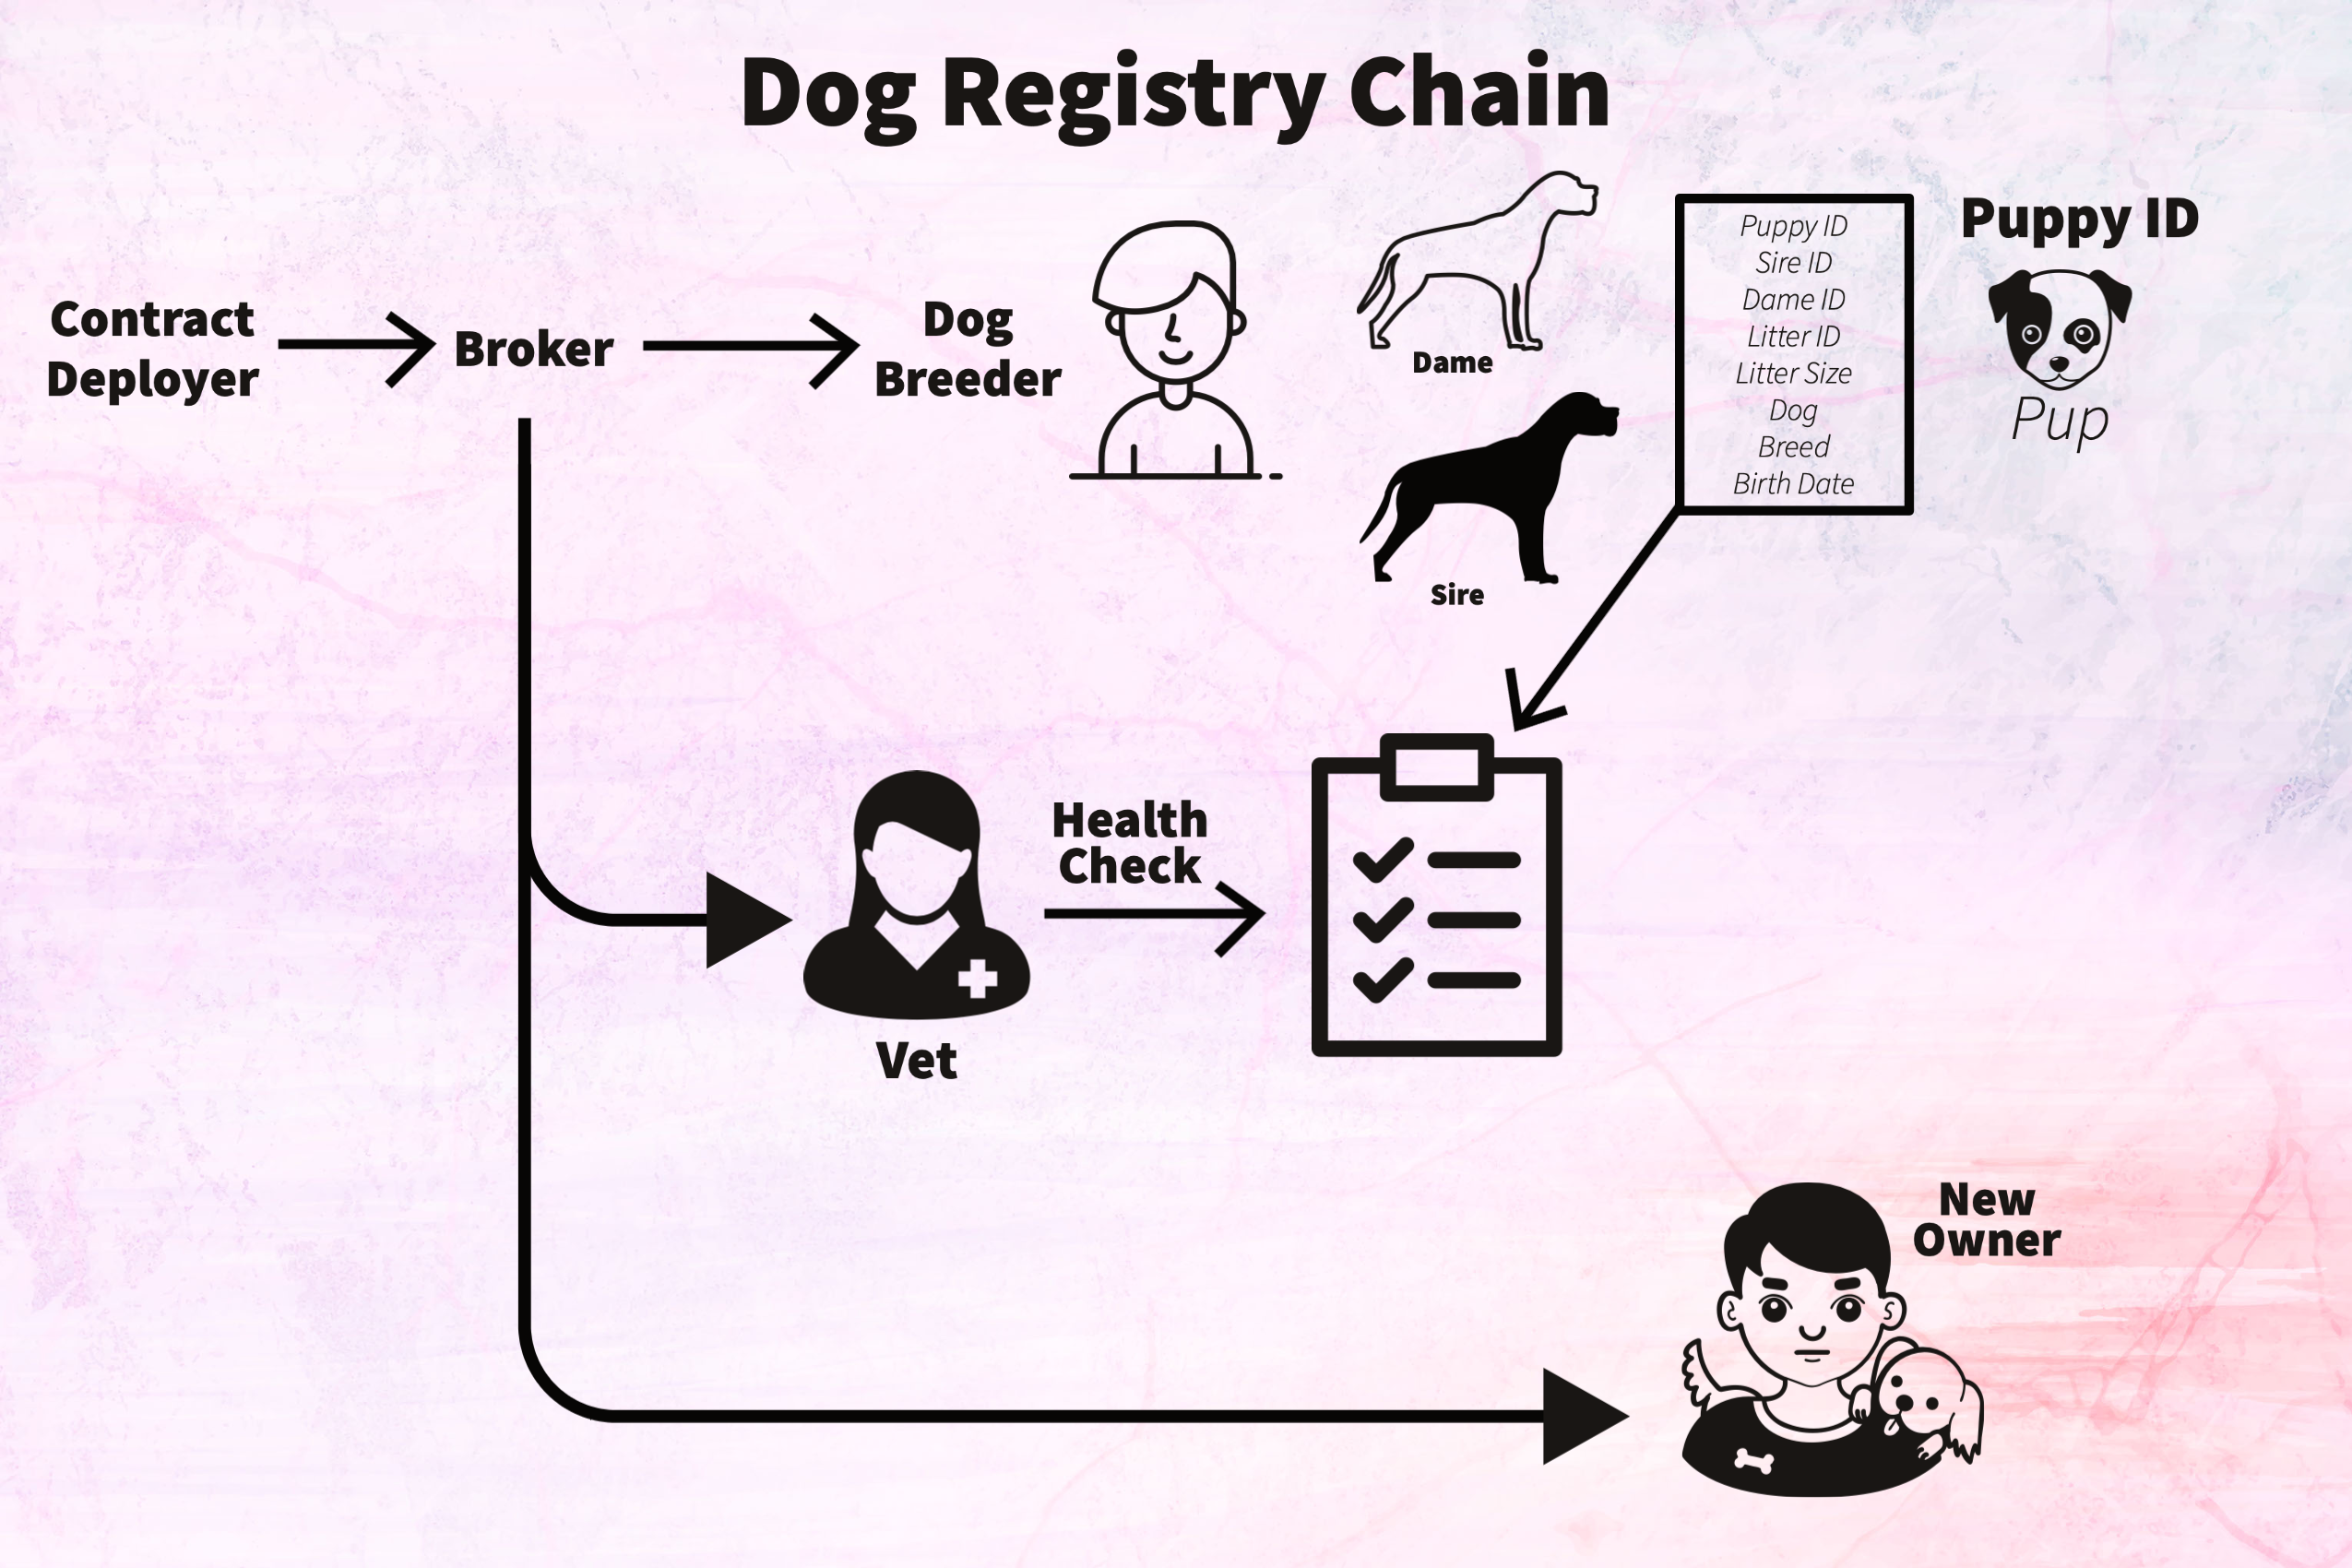 Dog Registry Chain
Contract
Deployer
Broker
Dog
Breeder
Dame
Sire
Puppy ID
Sire ID
Dame ID
Litter ID
Litter Size
Dog
Breed
Birth Date
Puppy ID
Pup
Health
Check
Vet
New
Owner